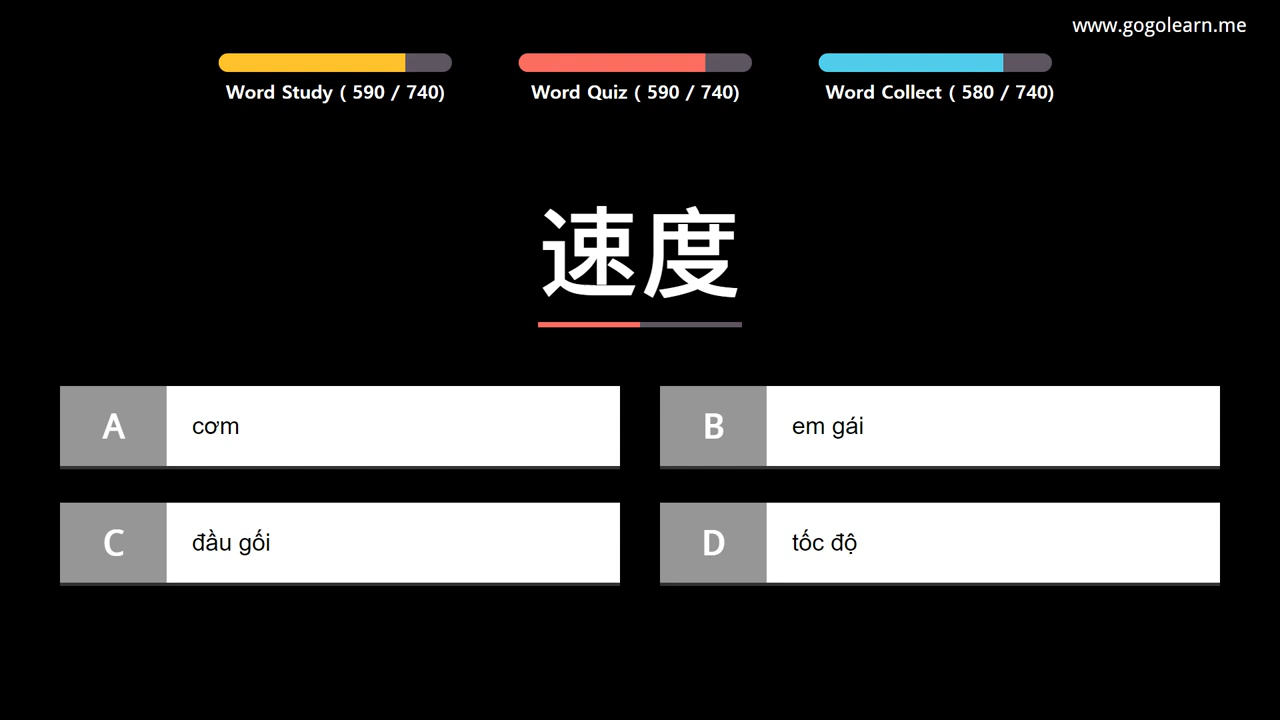 www.gogolearn.me
Word Study ( 590 / 740)
Word Quiz ( 590 / 740)
Word Collect ( 580 / 740)
速度
A cơm
B em gái
C đầu gối
D tốc độ